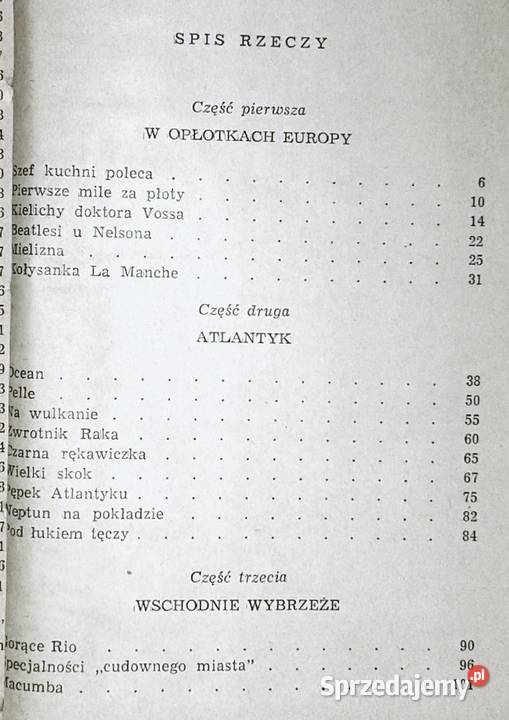 SPIS RZECZY
Część pierwsza
W OPŁOTKACH EUROPY
Szef kuchni poleca . . . . . . . . . . 6
Pierwsze mile za płoty . . . . . . . . . 10
Kielichy doktora Vossa . . . . . . . . . 14
Beatlesi u Nelsona . . . . . . . . . . 22
Mielizna . . . . . . . . . . . . . 25
Kołysanka La Manche . . . . . . . . . 31
Część druga
ATLANTYK
Ocean . . . . . . . . . . . . . . 38
Pelle . . . . . . . . . . . . . . 50
Na wulkanie . . . . . . . . . . . . 55
Zwrotnik Raka . . . . . . . . . . . 60
Czarna rękawiczka . . . . . . . . . . 65
Wielki skok . . . . . . . . . . . . 67
Pępek Atlantyku . . . . . . . . . . . 75
Neptun na pokładzie . . . . . . . . . 82
Pod łukiem tęczy . . . . . . . . . . . 84
Część trzecia
WSCHODNIE WYBRZEŻE
Gorące Rio . . . . . . . . . . . . 90
Specjalności „cudownego miasta” . . . . . . 96
Macumba . . . . . . . . . . . . . 101
Sprzedajemy.pl